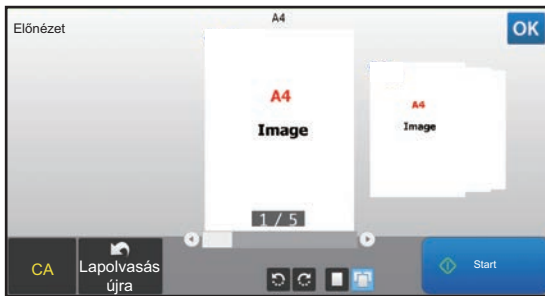 A4
Előnézet
OK
A4
Image
A4
Image
1 / 5
CA
Lapolvasás
újra
Start